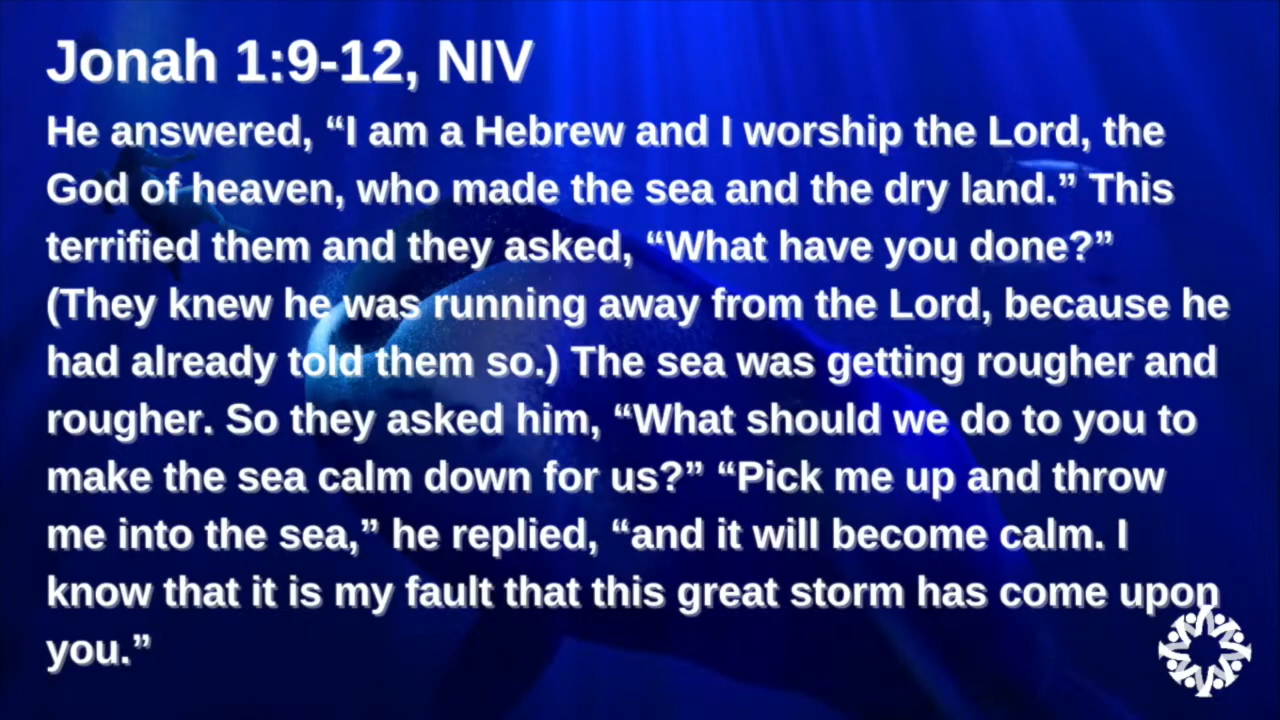 Jonah 1:9-12, NIV
He answered, “I am a Hebrew and I worship the Lord, the
God of heaven, who made the sea and the dry land.” This
terrified them and they asked, “What have you done?”
(They knew he was running away from the Lord, because he
had already told them so.) The sea was getting rougher and
rougher. So they asked him, “What should we do to you to
make the sea calm down for us?” “Pick me up and throw
me into the sea,” he replied, “and it will become calm. I
know that it is my fault that this great storm has come upon
you.”